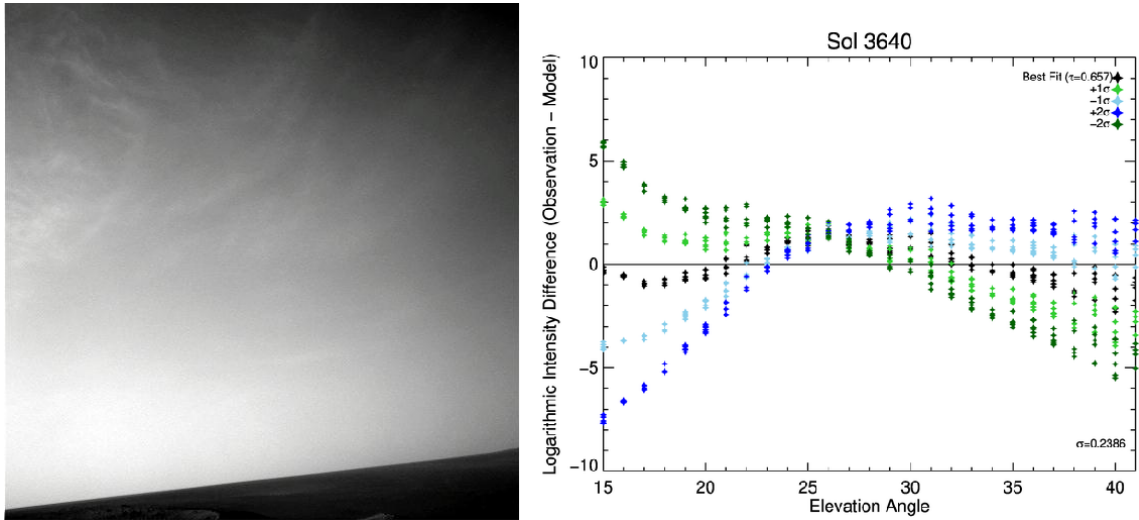 Sol 3640
Logarithmic Intensity Difference (Observation - Model)
10
5
0
-5
-10
Best Fit (τ=0.657)
+1σ
-1σ
+2σ
-2σ
σ=0.2386
15 20 25 30 35 40
Elevation Angle